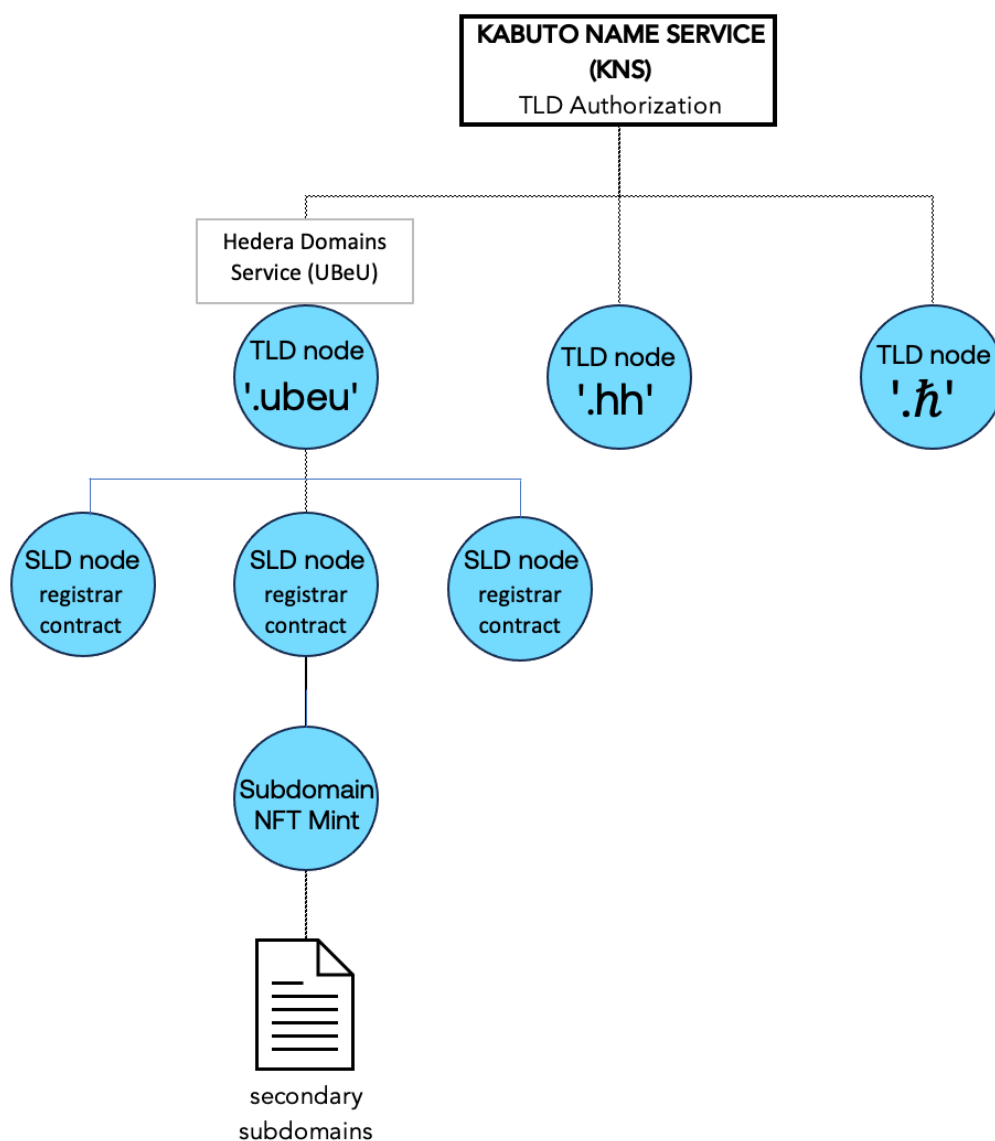 KABUTO NAME SERVICE
(KNS)
TLD Authorization
Hedera Domains
Service (UBeU)
TLD node
'.ubeu'
TLD node
'.hh'
TLD node
'.ℏ'
SLD node
registrar
contract
SLD node
registrar
contract
SLD node
registrar
contract
Subdomain
NFT Mint
secondary
subdomains